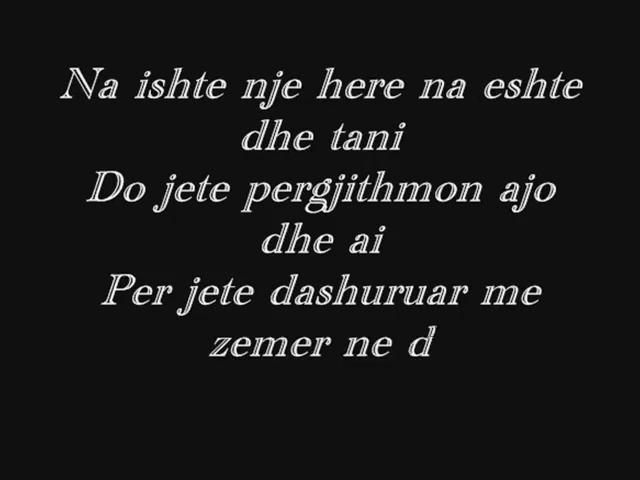 Na ishte nje here na eshte
dhe tani
Do jete pergjithmon ajo
dhe ai
Per jete dashuruar me
zemer ne d